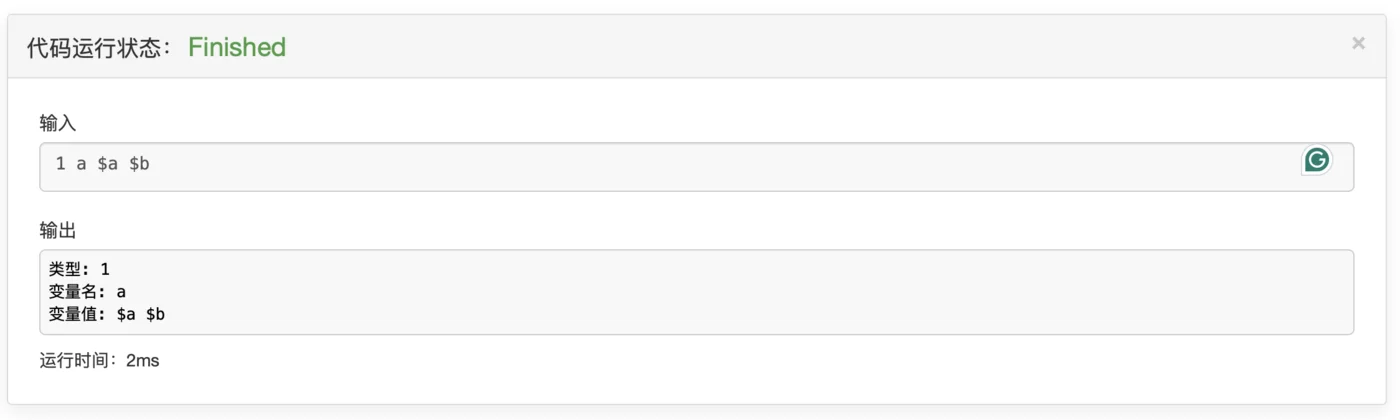 代码运行状态： Finished
×
输入
1 a $a $b
输出
类型: 1
变量名: a
变量值: $a $b
运行时间：2ms